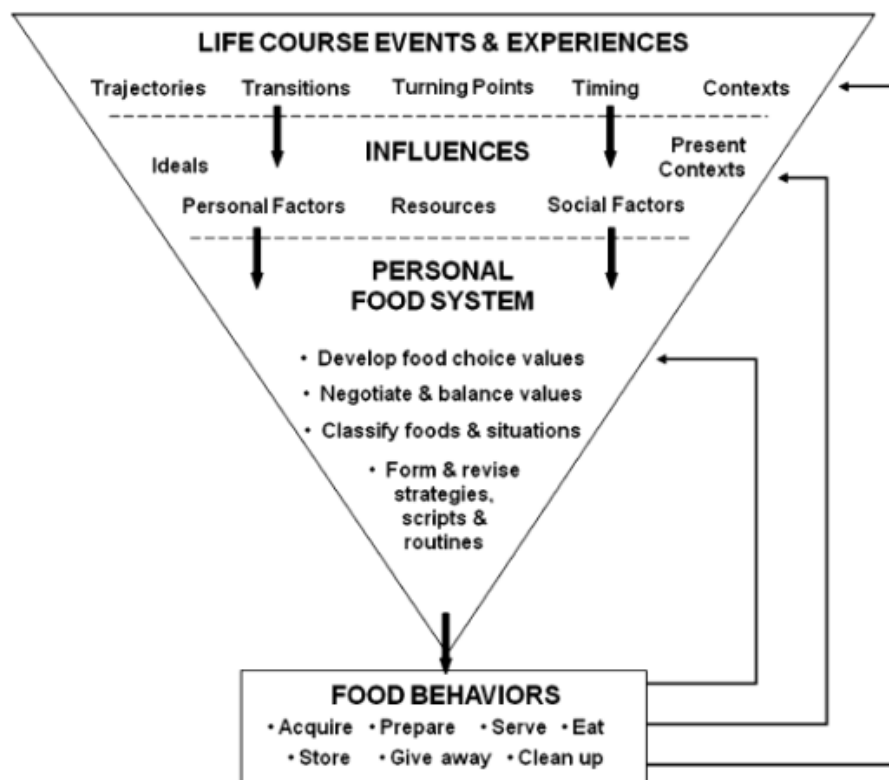 LIFE COURSE EVENTS & EXPERIENCES
Trajectories Transitions Turning Points Timing Contexts
INFLUENCES
Ideals
Present
Contexts
Personal Factors Resources Social Factors
PERSONAL
FOOD SYSTEM
• Develop food choice values
• Negotiate & balance values
• Classify foods & situations
• Form & revise
strategies,
scripts &
routines
FOOD BEHAVIORS
• Acquire • Prepare • Serve • Eat
• Store • Give away • Clean up